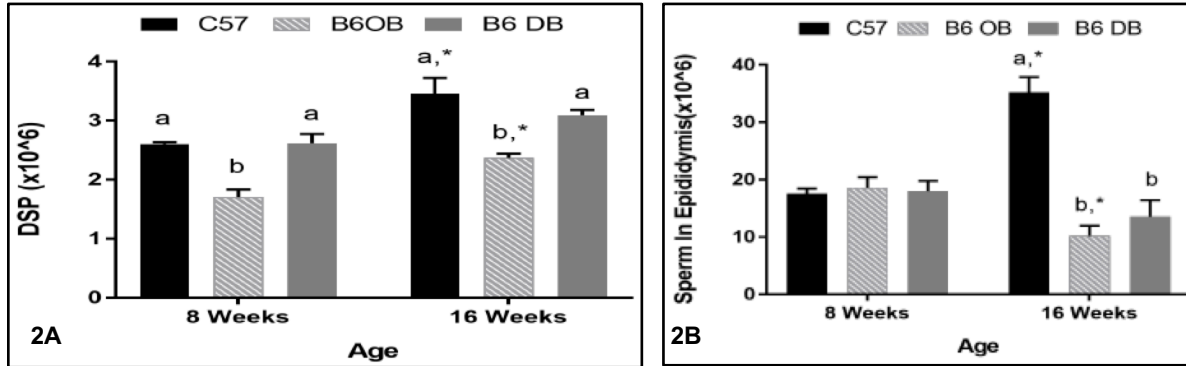 C57 B6OB B6 DB
DSP (x10^6)
4
3
2
1
0
a
b
a
a,*
b,*
a
8 Weeks 16 Weeks
2A
Age
C57 B6 OB B6 DB
Sperm In Epididymis(x10^6)
40
30
20
10
0
a,*
b,*
b
8 Weeks 16 Weeks
2B
Age